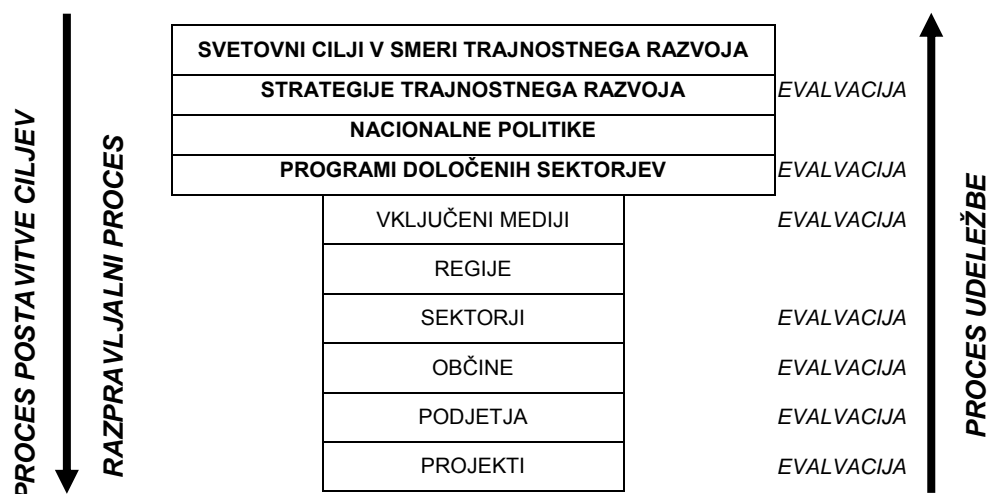 PROCES POSTAVITVE CILJEV
RAZPRAVLJALNI PROCES
SVETOVNI CILJI V SMERI TRAJNOSTNEGA RAZVOJA
STRATEGIJE TRAJNOSTNEGA RAZVOJA EVALVACIJA
NACIONALNE POLITIKE
PROGRAMI DOLOČENIH SEKTORJEV EVALVACIJA
VKLJUČENI MEDIJI EVALVACIJA
REGIJE
SEKTORJI EVALVACIJA
OBČINE EVALVACIJA
PODJETJA EVALVACIJA
PROJEKTI EVALVACIJA
PROCES UDELEŽBE